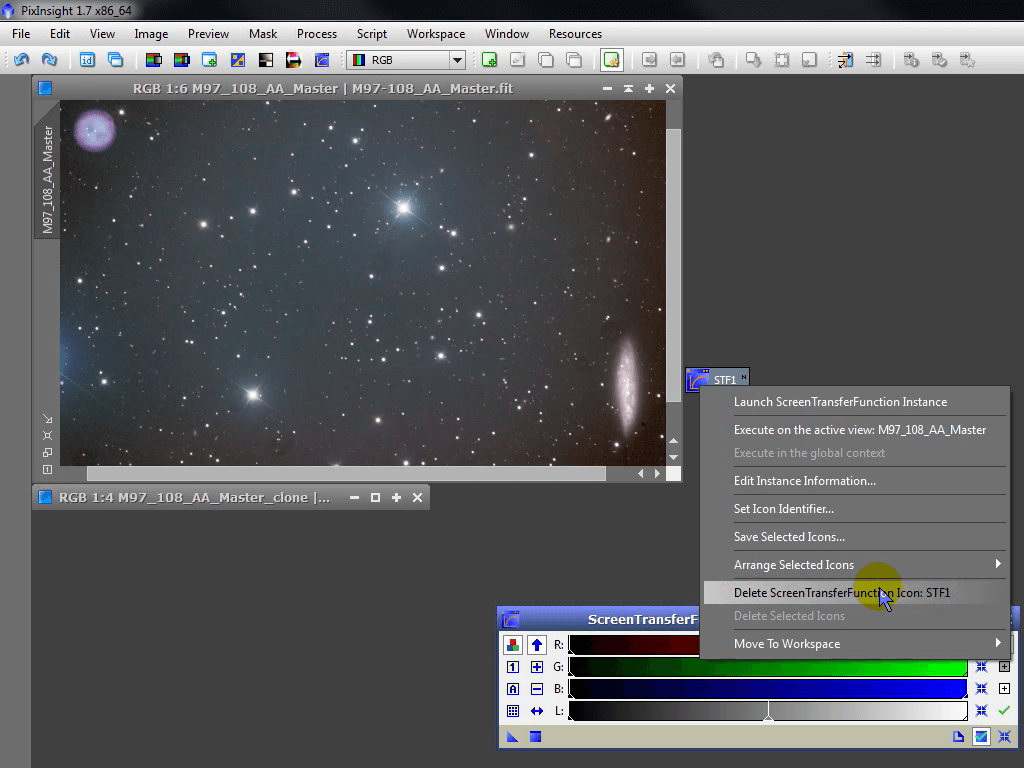 PixInsight 1.7 x86_64
File Edit View Image Preview Mask Process Script Workspace Window Resources
RGB
RGB 1:6 M97_108_AA_Master | M97-108_AA_Master.fit
M97_108_AA_Master
STF1 N
Launch ScreenTransferFunction Instance
Execute on the active view: M97_108_AA_Master
Execute in the global context
Edit Instance Information...
RGB 1:4 M97_108_AA_Master_clone |...
Set Icon Identifier...
Save Selected Icons...
Arrange Selected Icons
Delete ScreenTransferFunction Icon: STF1
Delete Selected Icons
Move To Workspace
ScreenTransferF
R:
1 G:
A B:
L: